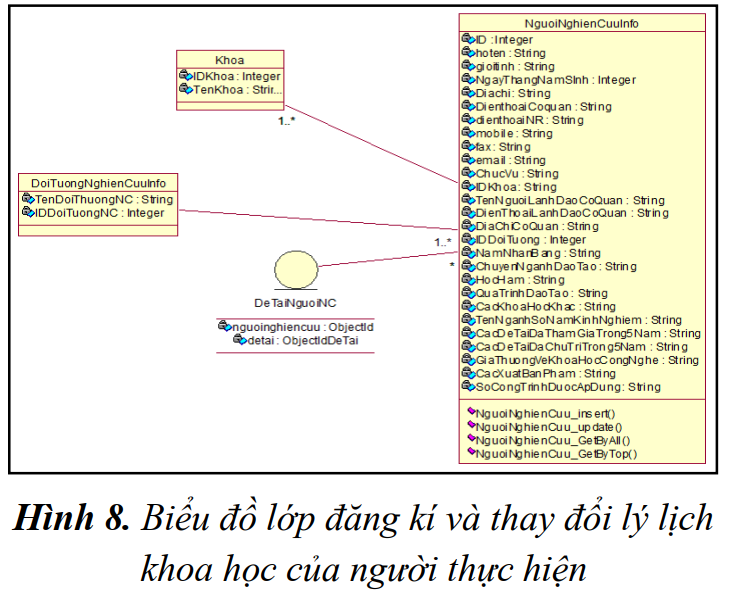 Khoa
IDKhoa : Integer
TenKhoa : Strir...
1..*
DoiTuongNghienCuuInfo
TenDoiThuongNC : String
IDDoiTuongNC : Integer
1..*
DeTaiNguoiNC
nguoinghiencuu : ObjectId
detai : ObjectIdDeTai
*
NguoiNghienCuuInfo
ID : Integer
hoten : String
gioitinh : String
NgayThangNamSInh : Integer
Diachi : String
DienthoaiCoquan : String
dienthoaiNR : String
mobile : String
fax : String
email : String
ChucVu : String
IDKhoa : String
TenNguoiLanhDaoCoQuan : String
DienThoaiLanhDaoCoQuan : String
DiaChiCoQuan : String
IDDoiTuong : Integer
NamNhanBang : String
ChuyenNganhDaoTao : String
HocHam : String
QuaTrinhDaoTao : String
CacKhoaHocKhac : String
TenNganhSoNamKinhNghiem : String
CacDeTaiDaThamGiaTrong5Nam : String
CacDeTaiDaChuTriTrong5Nam : String
GiaThuongVeKhoaHocCongNghe : String
CacXuatBanPham : String
SoCongTrinhDuocApDung : String
NguoiNghienCuu_insert()
NguoiNghienCuu_update()
NguoiNghienCuu_GetByAll()
NguoiNghienCuu_GetByTop()
Hình 8. Biểu đồ lớp đăng kí và thay đổi lý lịch
khoa học của người thực hiện